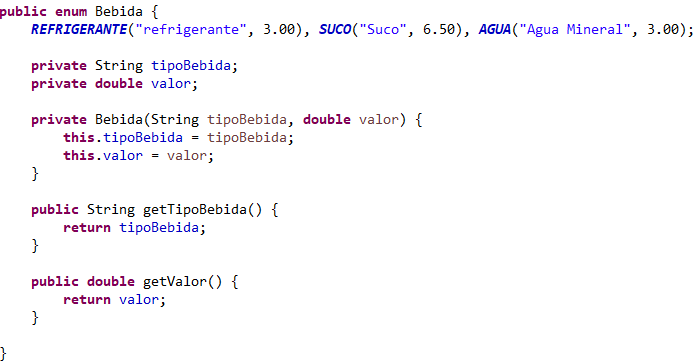 public enum Bebida {
    REFRIGERANTE("refrigerante", 3.00), SUCO("Suco", 6.50), AGUA("Agua Mineral", 3.00);

    private String tipoBebida;
    private double valor;

    private Bebida(String tipoBebida, double valor) {
        this.tipoBebida = tipoBebida;
        this.valor = valor;
    }

    public String getTipoBebida() {
        return tipoBebida;
    }

    public double getValor() {
        return valor;
    }

}